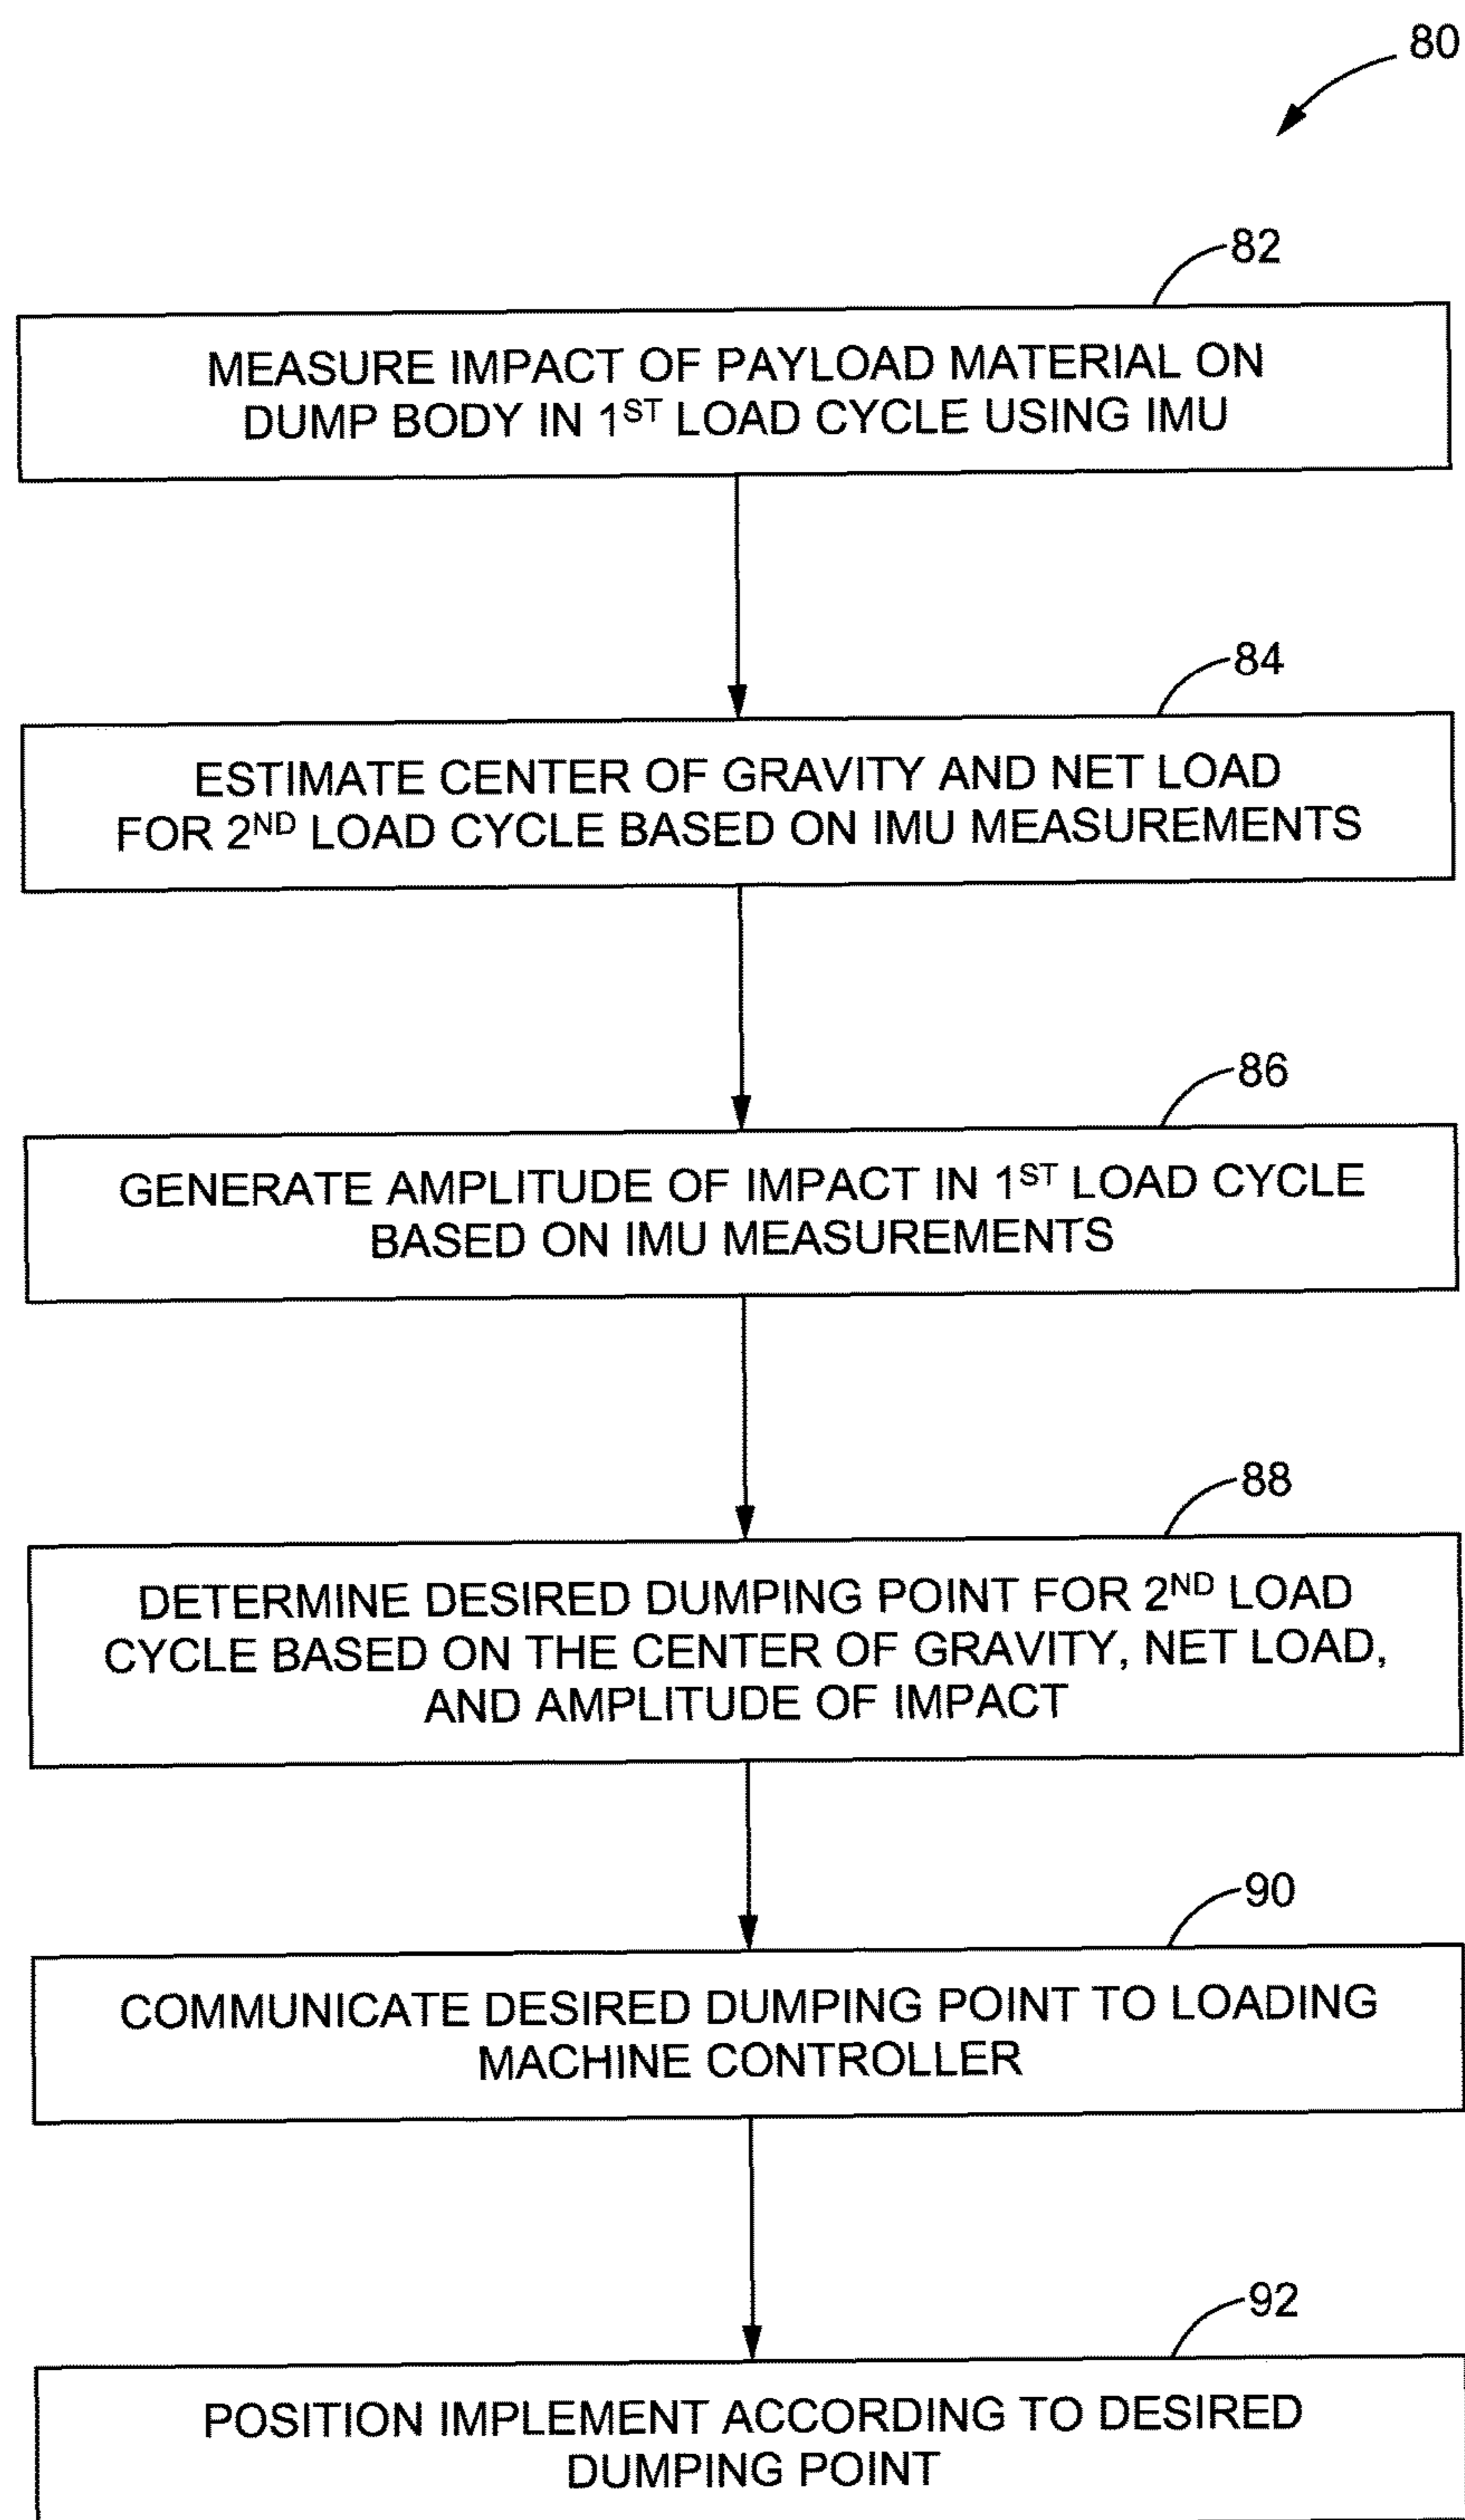 80
82
MEASURE IMPACT OF PAYLOAD MATERIAL ON
DUMP BODY IN 1ST LOAD CYCLE USING IMU
84
ESTIMATE CENTER OF GRAVITY AND NET LOAD
FOR 2ND LOAD CYCLE BASED ON IMU MEASUREMENTS
86
GENERATE AMPLITUDE OF IMPACT IN 1ST LOAD CYCLE
BASED ON IMU MEASUREMENTS
88
DETERMINE DESIRED DUMPING POINT FOR 2ND LOAD
CYCLE BASED ON THE CENTER OF GRAVITY, NET LOAD,
AND AMPLITUDE OF IMPACT
90
COMMUNICATE DESIRED DUMPING POINT TO LOADING
MACHINE CONTROLLER
92
POSITION IMPLEMENT ACCORDING TO DESIRED
DUMPING POINT